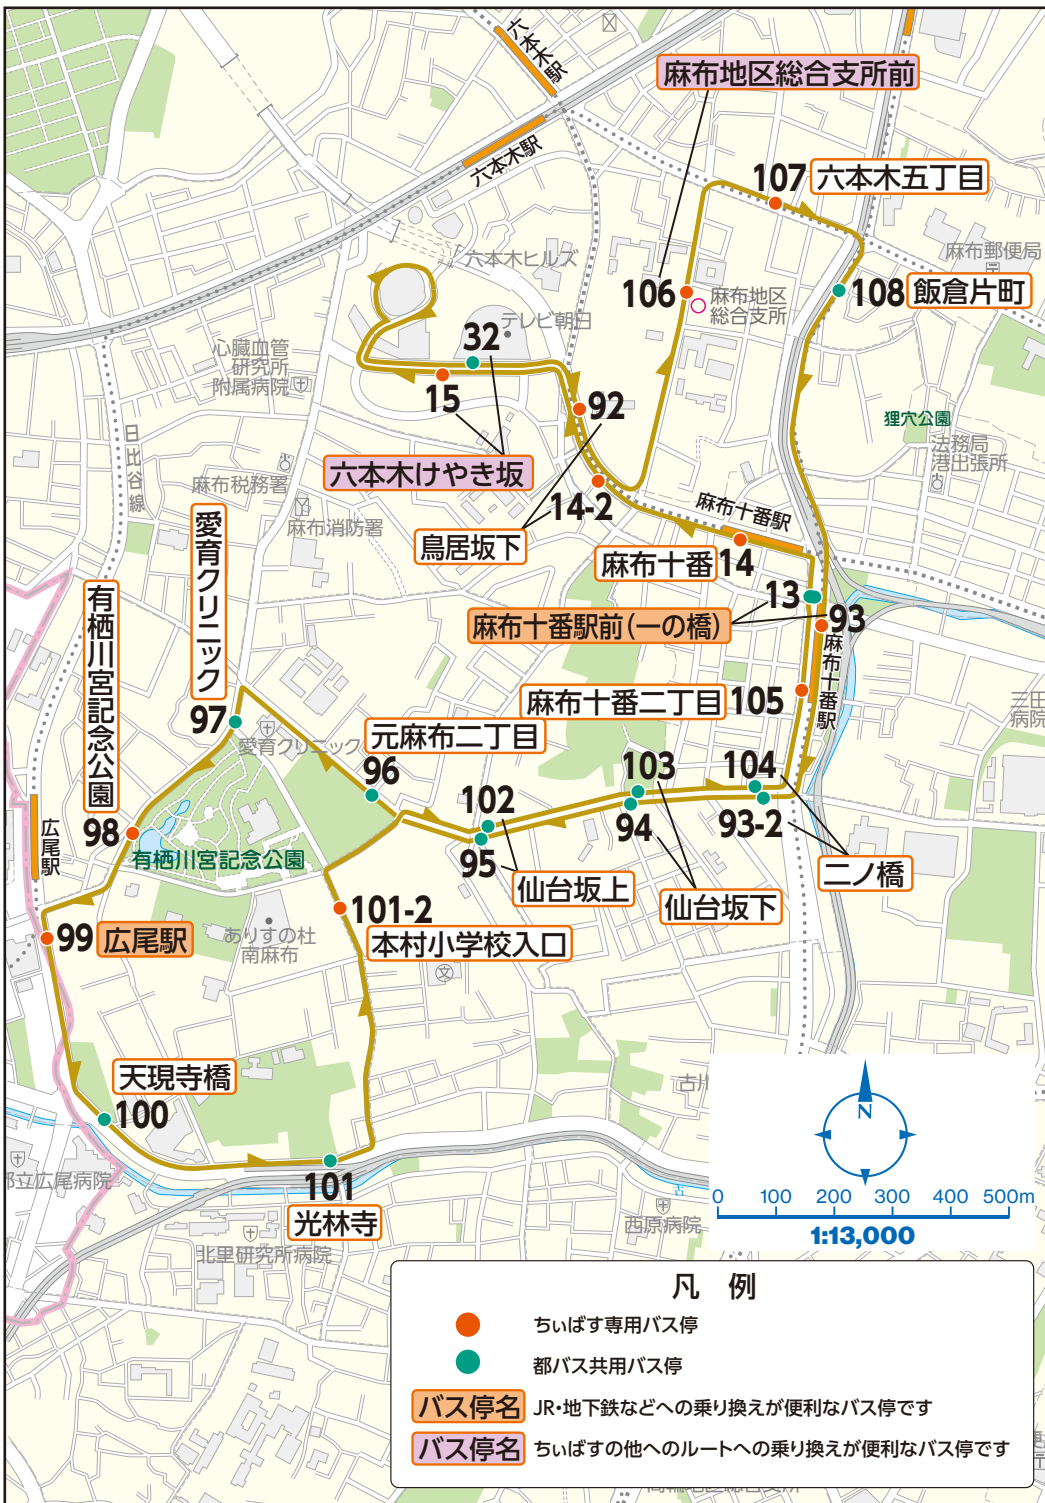 六本木駅
六本木駅
麻布地区総合支所前
107 六本木五丁目
麻布郵便局
六本木ヒルズ
106
麻布地区
総合支所
108 飯倉片町
テレビ朝日
32
心臓血管
研究所
附属病院
15
92
狸穴公園
法務局
港出張所
日比谷線
六本木けやき坂
麻布税務署
14-2
麻布十番駅
麻布消防署
鳥居坂下
麻布十番 14
愛育クリニック
13
有栖川宮記念公園
麻布十番駅前(一の橋)
93
麻布十番駅
麻布十番二丁目 105
三田
病院
97
愛育クリニック
元麻布二丁目
96
103
104
102
98
広尾駅
94
93-2
95
有栖川宮記念公園
二ノ橋
仙台坂上
仙台坂下
101-2
99 広尾駅
ありすの杜
南麻布
本村小学校入口
文
天現寺橋
古川
100
N
都立広尾病院
101
0 100 200 300 400 500m
光林寺
西原病院
古
1:13,000
北里研究所病院
凡 例
ちぃばす専用バス停
都バス共用バス停
バス停名 JR・地下鉄などへの乗り換えが便利なバス停です
バス停名 ちぃばすの他へのルートへの乗り換えが便利なバス停です